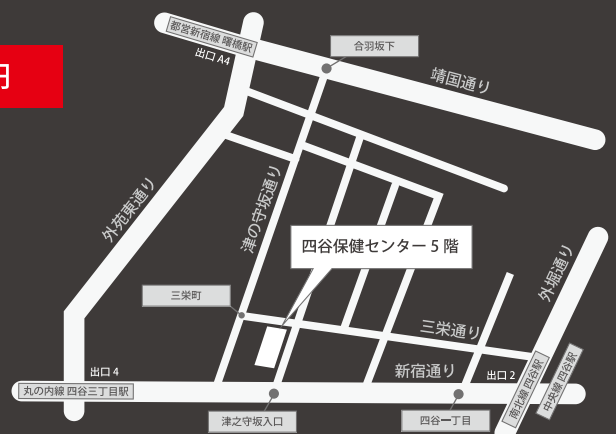 都営新宿線 曙橋駅
出口 A4
合羽坂下
円
靖国通り
外苑東通り
津の守坂通り
四谷保健センター 5 階
外堀通り
三栄町
三栄通り
新宿通り
出口 4
出口 2
丸の内線 四谷三丁目駅
南北線 四谷駅
中央線 四谷駅
津之守坂入口
四谷一丁目